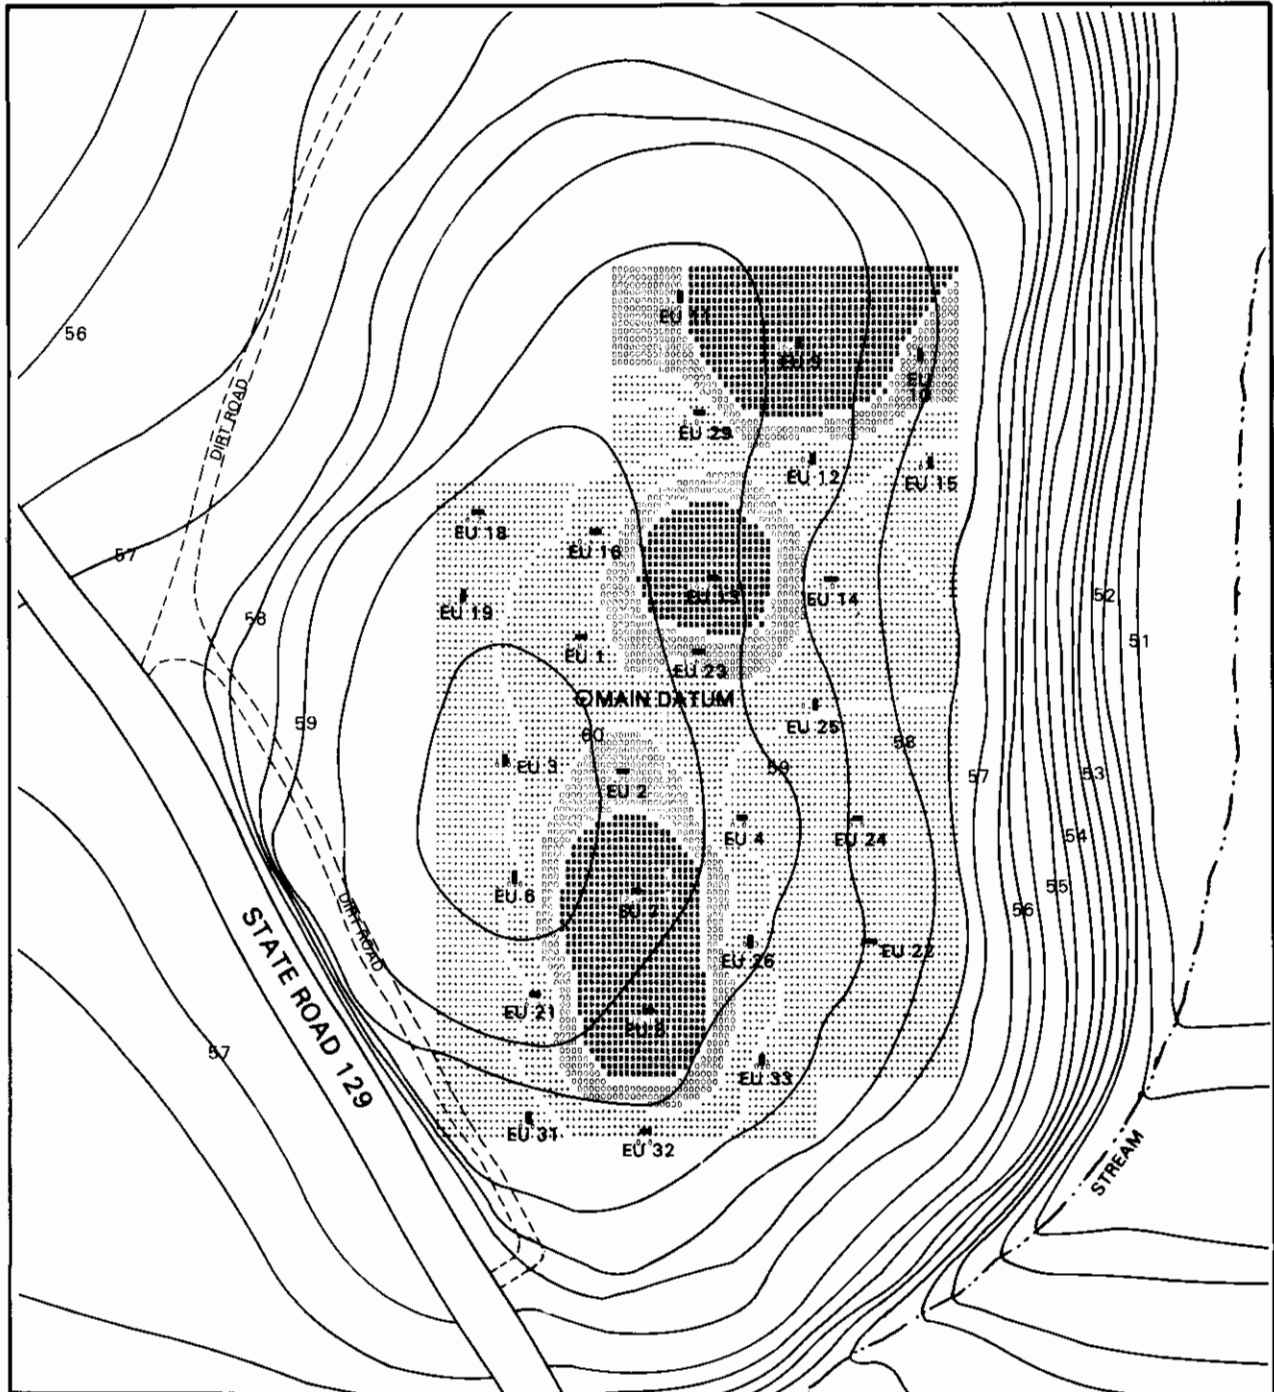 56
DIRT ROAD
EU XX
EU 9
EU 29
EU 12
EU 15
EU 18
EU 16
57
EU 13
EU 14
52
EU 19
58
51
EU 1
EU 23
MAIN DATUM
59
60
EU 25
58
EU 3
59
57
53
EU 2
EU 4
EU 24
54
55
EU 6
56
EU 7
DIRT ROAD
STATE ROAD 129
EU 26
EU 22
EU 21
EU 8
57
EU 33
EU 31
EU 32
STREAM